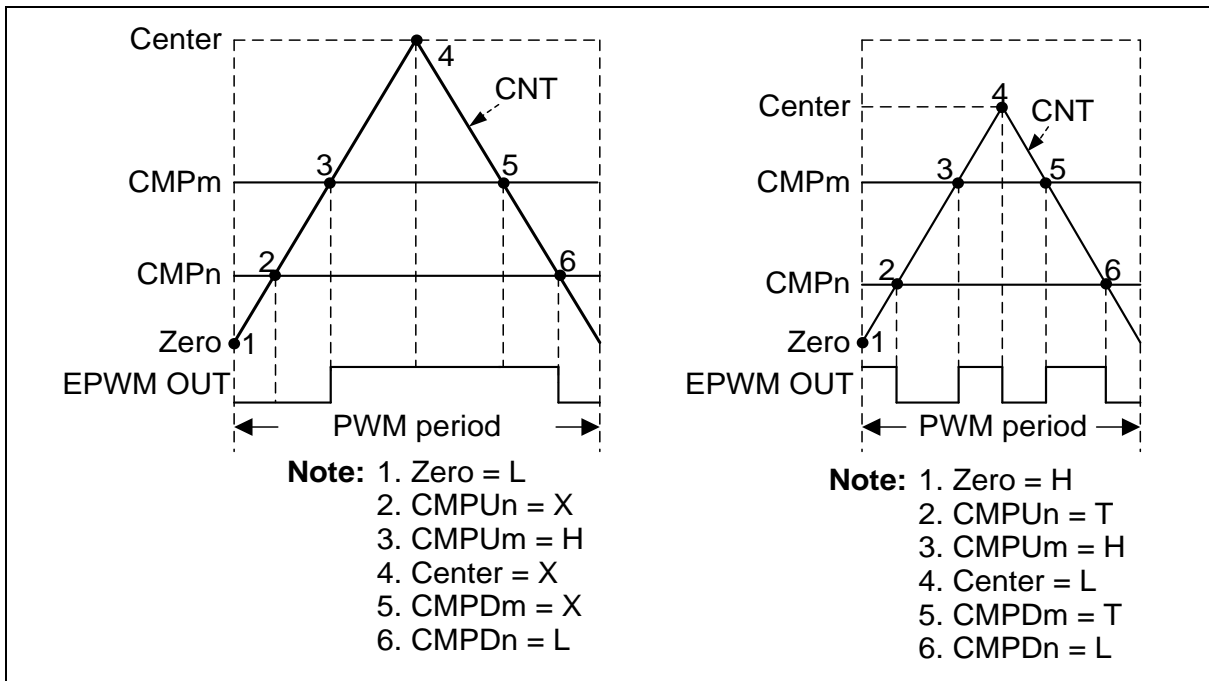 Center
4
CNT
3
5
CMPm
2
6
CMPn
Zero
1
EPWM OUT
PWM period
Note: 1. Zero = L
2. CMPUn = X
3. CMPUm = H
4. Center = X
5. CMPDm = X
6. CMPDn = L
4
Center
CNT
3
5
CMPm
2
6
CMPn
Zero
1
EPWM OUT
PWM period
Note: 1. Zero = H
2. CMPUn = T
3. CMPUm = H
4. Center = L
5. CMPDm = T
6. CMPDn = L